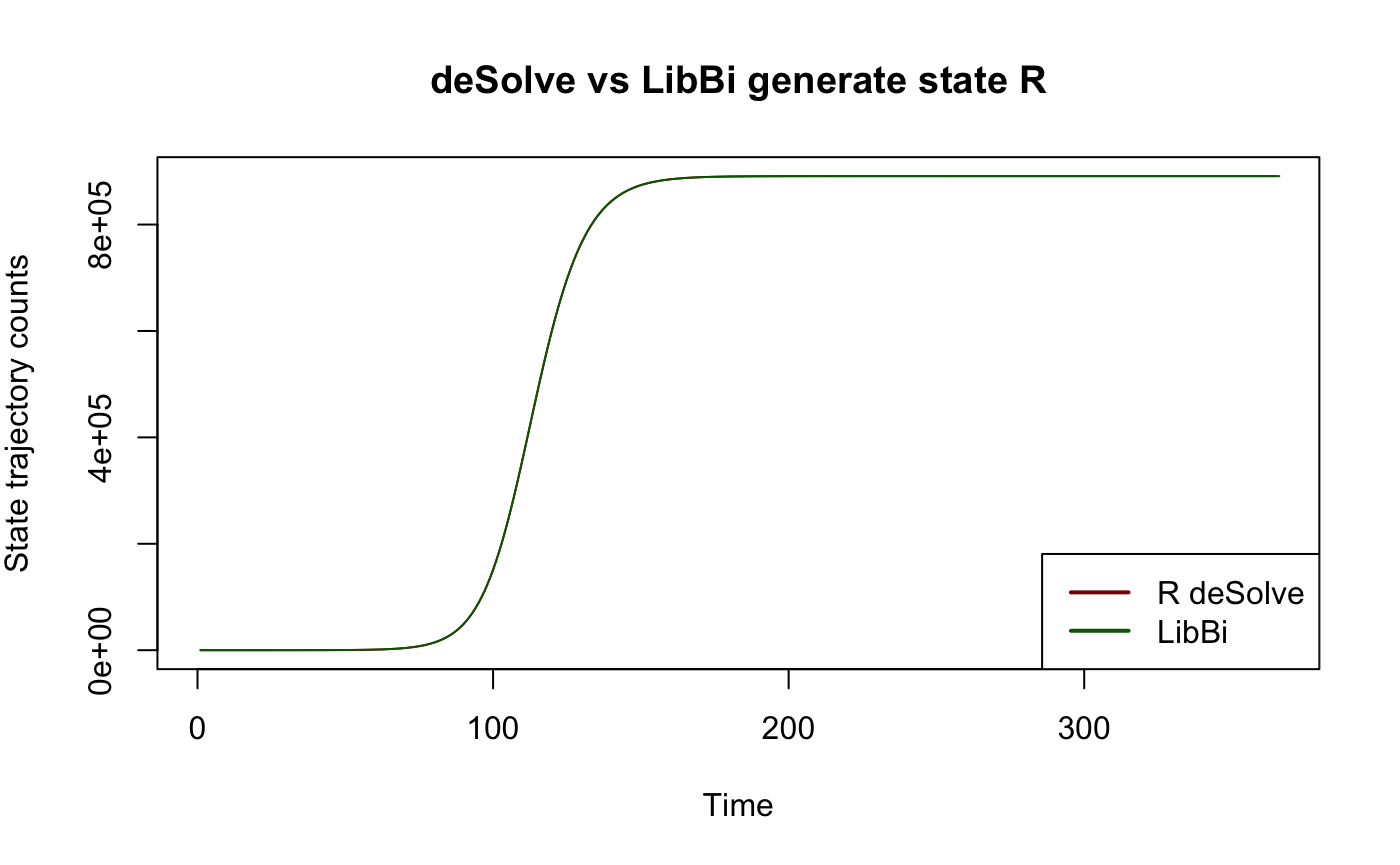 deSolve vs LibBi generate state R
State trajectory counts
8e+05
4e+05
0e+00
R deSolve
LibBi
0
100
200
300
Time